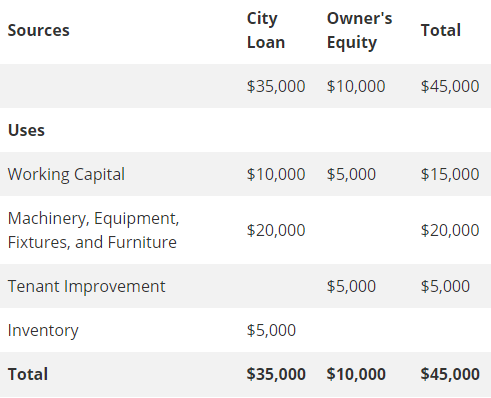 Sources City Loan Owner's Equity Total
$35,000 $10,000 $45,000
Uses
Working Capital $10,000 $5,000 $15,000
Machinery, Equipment,
Fixtures, and Furniture $20,000 $20,000
Tenant Improvement $5,000 $5,000
Inventory $5,000
Total $35,000 $10,000 $45,000